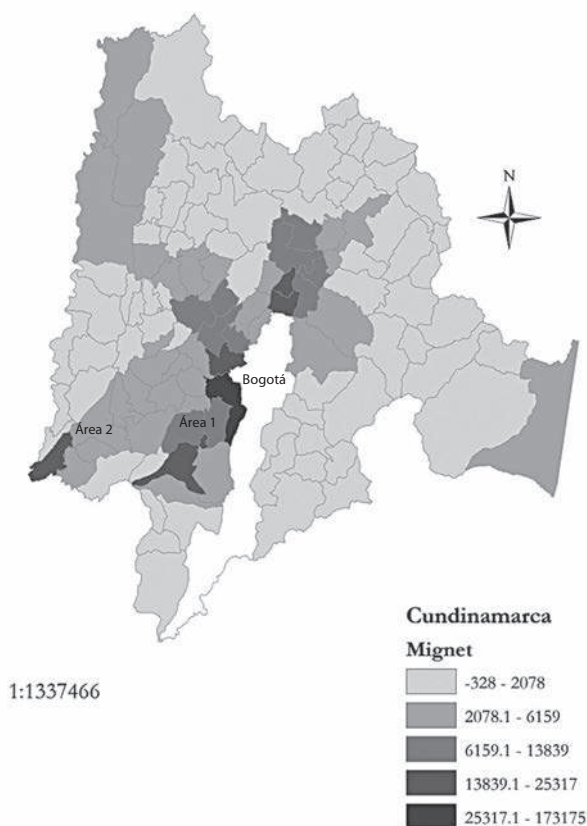 N
Bogotá
Área 1
Área 2
Cundinamarca
Mignet
1:1337466
-328 - 2078
2078.1 - 6159
6159.1 - 13839
13839.1 - 25317
25317.1 - 173175